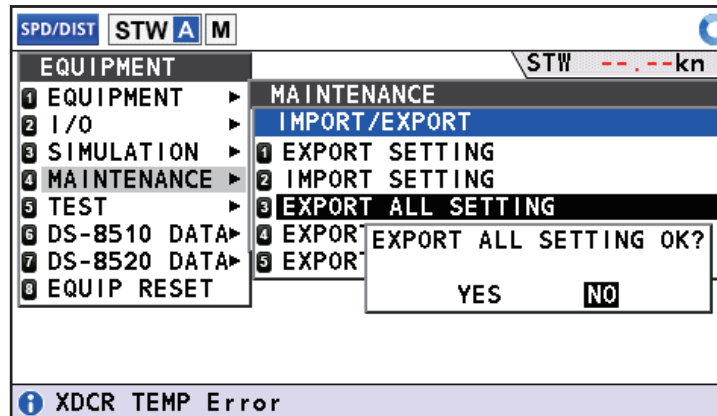 SPD/DIST STW A M
STW --.--kn
EQUIPMENT
1 EQUIPMENT ►
2 I/O ►
3 SIMULATION ►
4 MAINTENANCE ►
5 TEST ►
6 DS-8510 DATA►
7 DS-8520 DATA►
8 EQUIP RESET
MAINTENANCE
IMPORT/EXPORT
1 EXPORT SETTING
2 IMPORT SETTING
3 EXPORT ALL SETTING
4 EXPORT
5 EXPORT
EXPORT ALL SETTING OK?
YES NO
XDCR TEMP Error